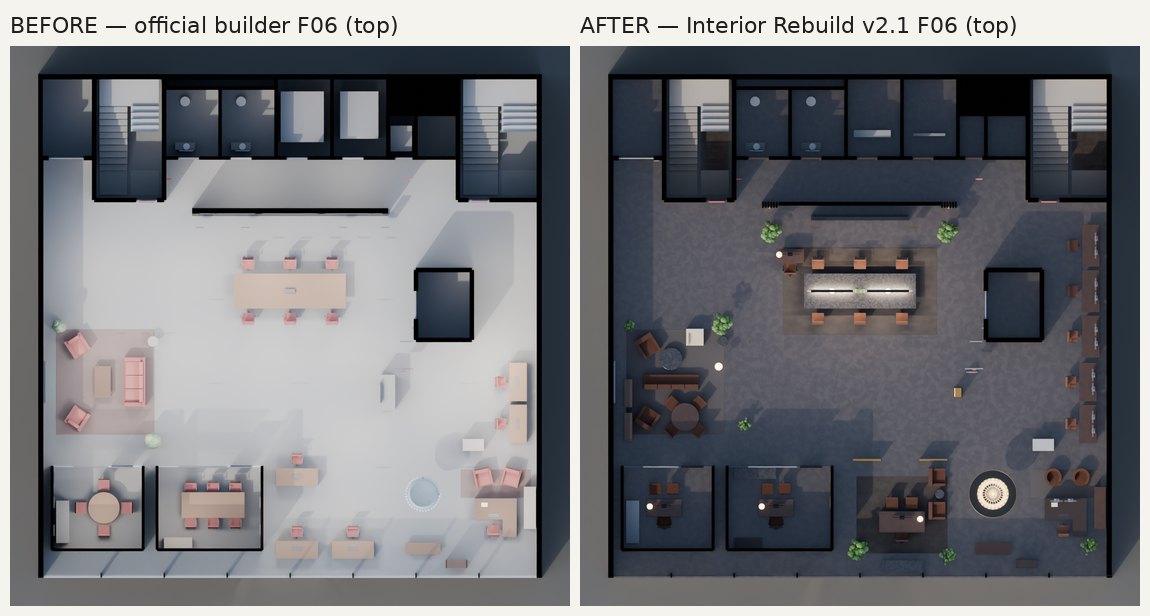 BEFORE — official builder F06 (top)
AFTER — Interior Rebuild v2.1 F06 (top)